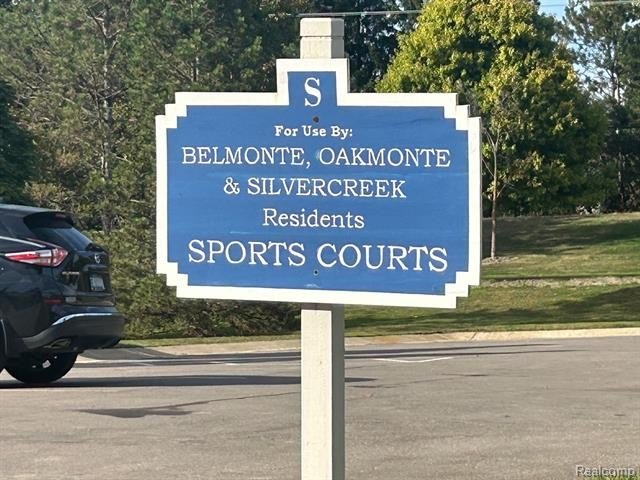 S
For Use By:
BELMONTE, OAKMONTE
& SILVERCREEK
Residents
SPORTS COURTS
Realcomp